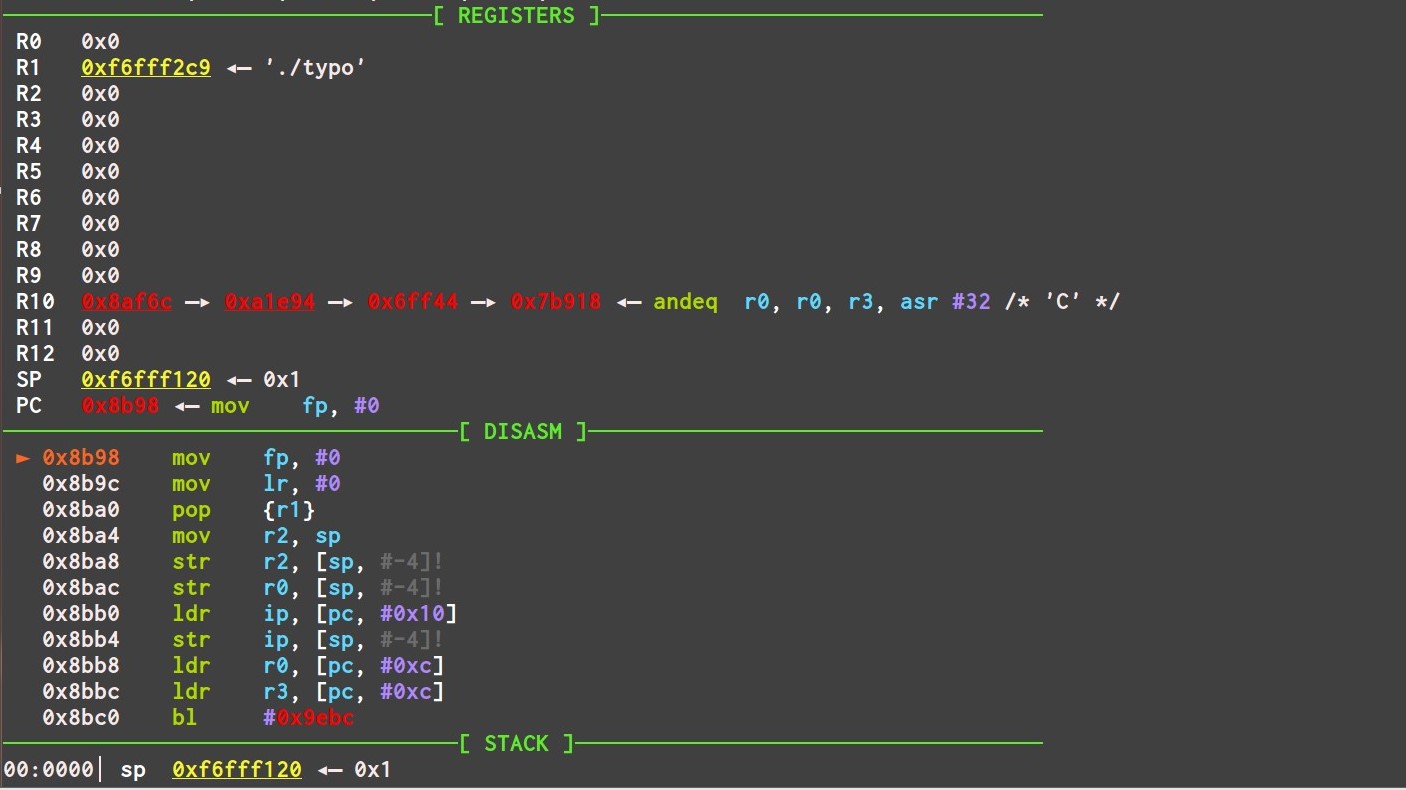 [ REGISTERS ]
R0 0x0
R1 0xf6fff2c9 ◂— './typo'
R2 0x0
R3 0x0
R4 0x0
R5 0x0
R6 0x0
R7 0x0
R8 0x0
R9 0x0
R10 0x8af6c —▸ 0xa1e94 —▸ 0x6ff44 —▸ 0x7b918 ◂— andeq r0, r0, r3, asr #32 /* 'C' */
R11 0x0
R12 0x0
SP 0xf6fff120 ◂— 0x1
PC 0x8b98 ◂— mov fp, #0
[ DISASM ]
► 0x8b98 mov fp, #0
0x8b9c mov lr, #0
0x8ba0 pop {r1}
0x8ba4 mov r2, sp
0x8ba8 str r2, [sp, #-4]!
0x8bac str r0, [sp, #-4]!
0x8bb0 ldr ip, [pc, #0x10]
0x8bb4 str ip, [sp, #-4]!
0x8bb8 ldr r0, [pc, #0xc]
0x8bbc ldr r3, [pc, #0xc]
0x8bc0 bl #0x9ebc
[ STACK ]
00:0000│ sp 0xf6fff120 ◂— 0x1